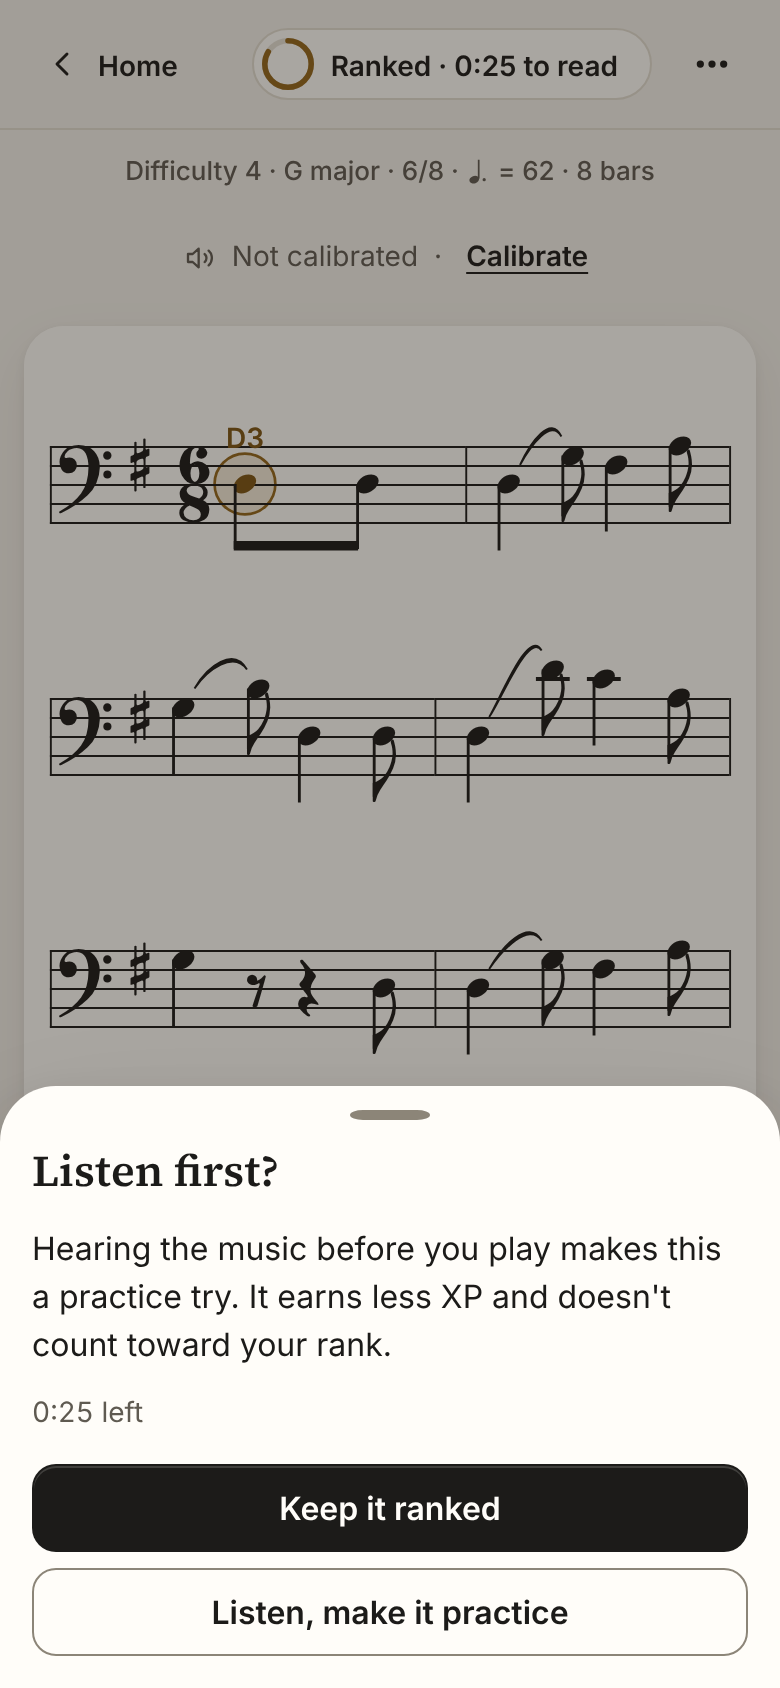 Home
Ranked · 0:25 to read
Difficulty 4 · G major · 6/8 · ♩. = 62 · 8 bars
Not calibrated · Calibrate
D3
6
8
Listen first?
Hearing the music before you play makes this
a practice try. It earns less XP and doesn't
count toward your rank.
0:25 left
Keep it ranked
Listen, make it practice